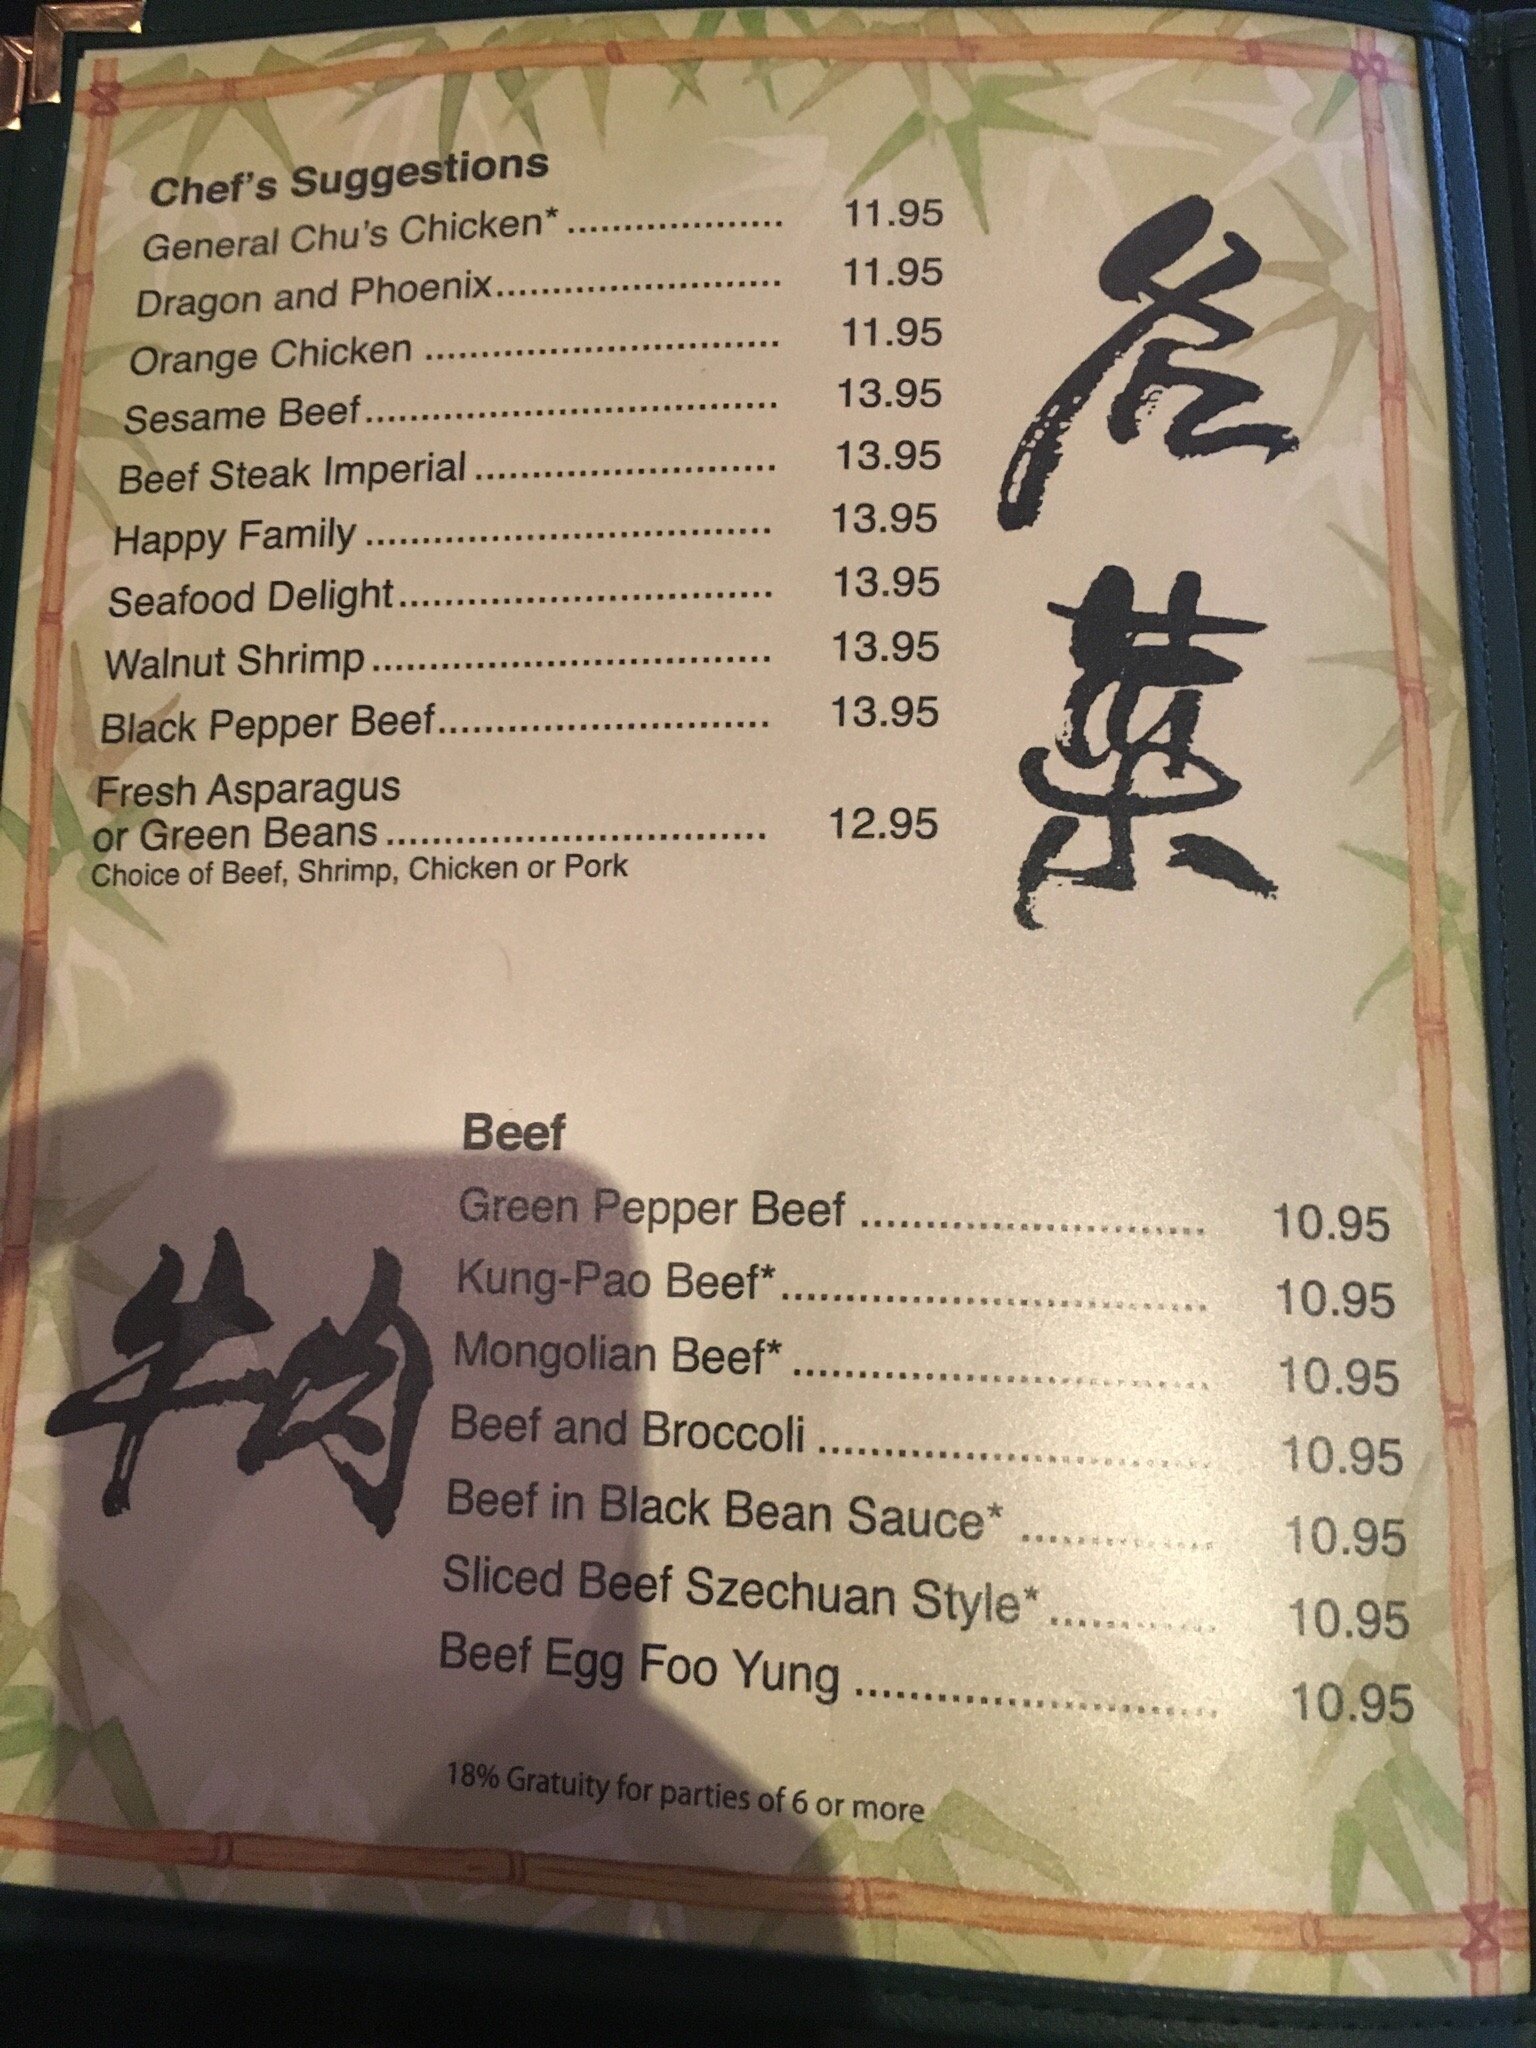 Chef's Suggestions
General Chu's Chicken* ................... 11.95
Dragon and Phoenix......................... 11.95
Orange Chicken ............................... 11.95
Sesame Beef..................................... 13.95
Beef Steak Imperial ........................... 13.95
Happy Family .................................... 13.95
Seafood Delight................................. 13.95
Walnut Shrimp ................................... 13.95
Black Pepper Beef............................. 13.95
Fresh Asparagus
or Green Beans ................................. 12.95
Choice of Beef, Shrimp, Chicken or Pork
名
菜
牛肉
Beef
Green Pepper Beef ........................... 10.95
Kung-Pao Beef* ................................. 10.95
Mongolian Beef* ................................ 10.95
Beef and Broccoli .............................. 10.95
Beef in Black Bean Sauce* ............... 10.95
Sliced Beef Szechuan Style* ............. 10.95
Beef Egg Foo Yung ........................... 10.95
18% Gratuity for parties of 6 or more